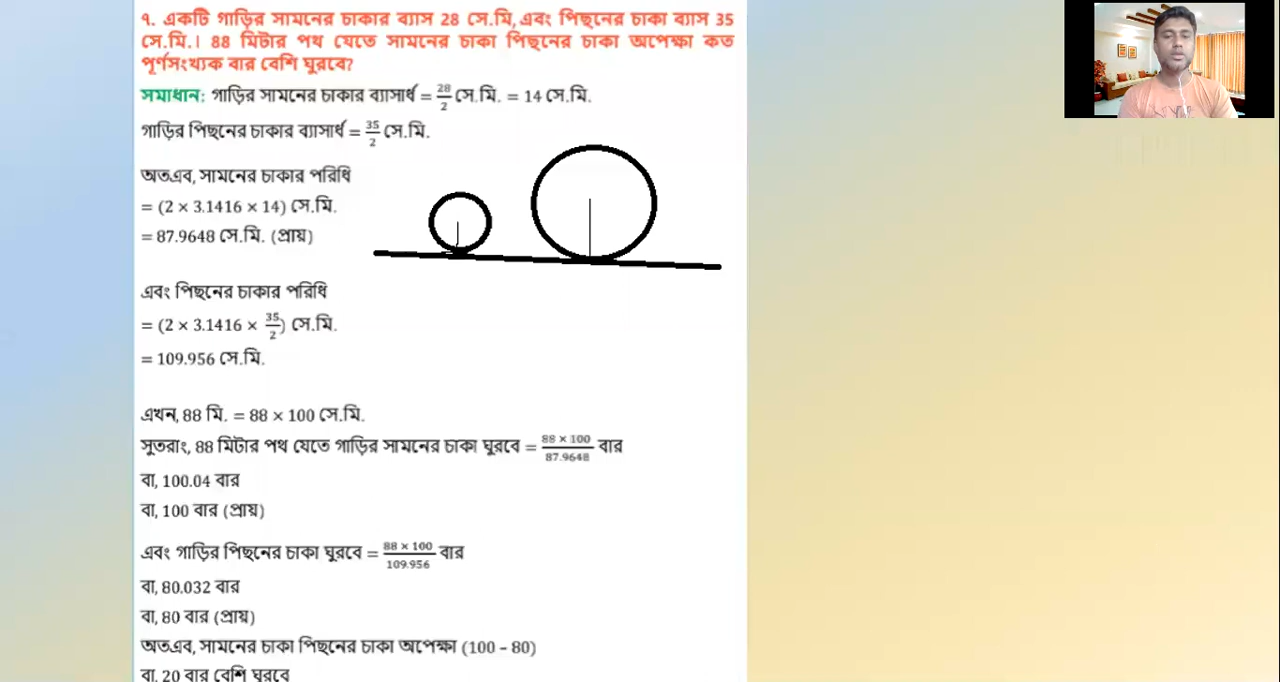 ৭. একটি গাড়ির সামনের চাকার ব্যাস 28 সে.মি, এবং পিছনের চাকা ব্যাস 35
সে.মি.। 88 মিটার পথ যেতে সামনের চাকা পিছনের চাকা অপেক্ষা কত
পূর্ণসংখ্যক বার বেশি ঘুরবে?
সমাধান: গাড়ির সামনের চাকার ব্যাসার্ধ = 28/2 সে.মি. = 14 সে.মি.
গাড়ির পিছনের চাকার ব্যাসার্ধ = 35/2 সে.মি.
অতএব, সামনের চাকার পরিধি
= (2 × 3.1416 × 14) সে.মি.
= 87.9648 সে.মি. (প্রায়)
এবং পিছনের চাকার পরিধি
= (2 × 3.1416 × 35/2) সে.মি.
= 109.956 সে.মি.
এখন, 88 মি. = 88 × 100 সে.মি.
সুতরাং, 88 মিটার পথ যেতে গাড়ির সামনের চাকা ঘুরবে = 88 × 100/87.9648 বার
বা, 100.04 বার
বা, 100 বার (প্রায়)
এবং গাড়ির পিছনের চাকা ঘুরবে = 88 × 100/109.956 বার
বা, 80.032 বার
বা, 80 বার (প্রায়)
অতএব, সামনের চাকা পিছনের চাকা অপেক্ষা (100 – 80)
বা, 20 বার বেশি ঘুরবে